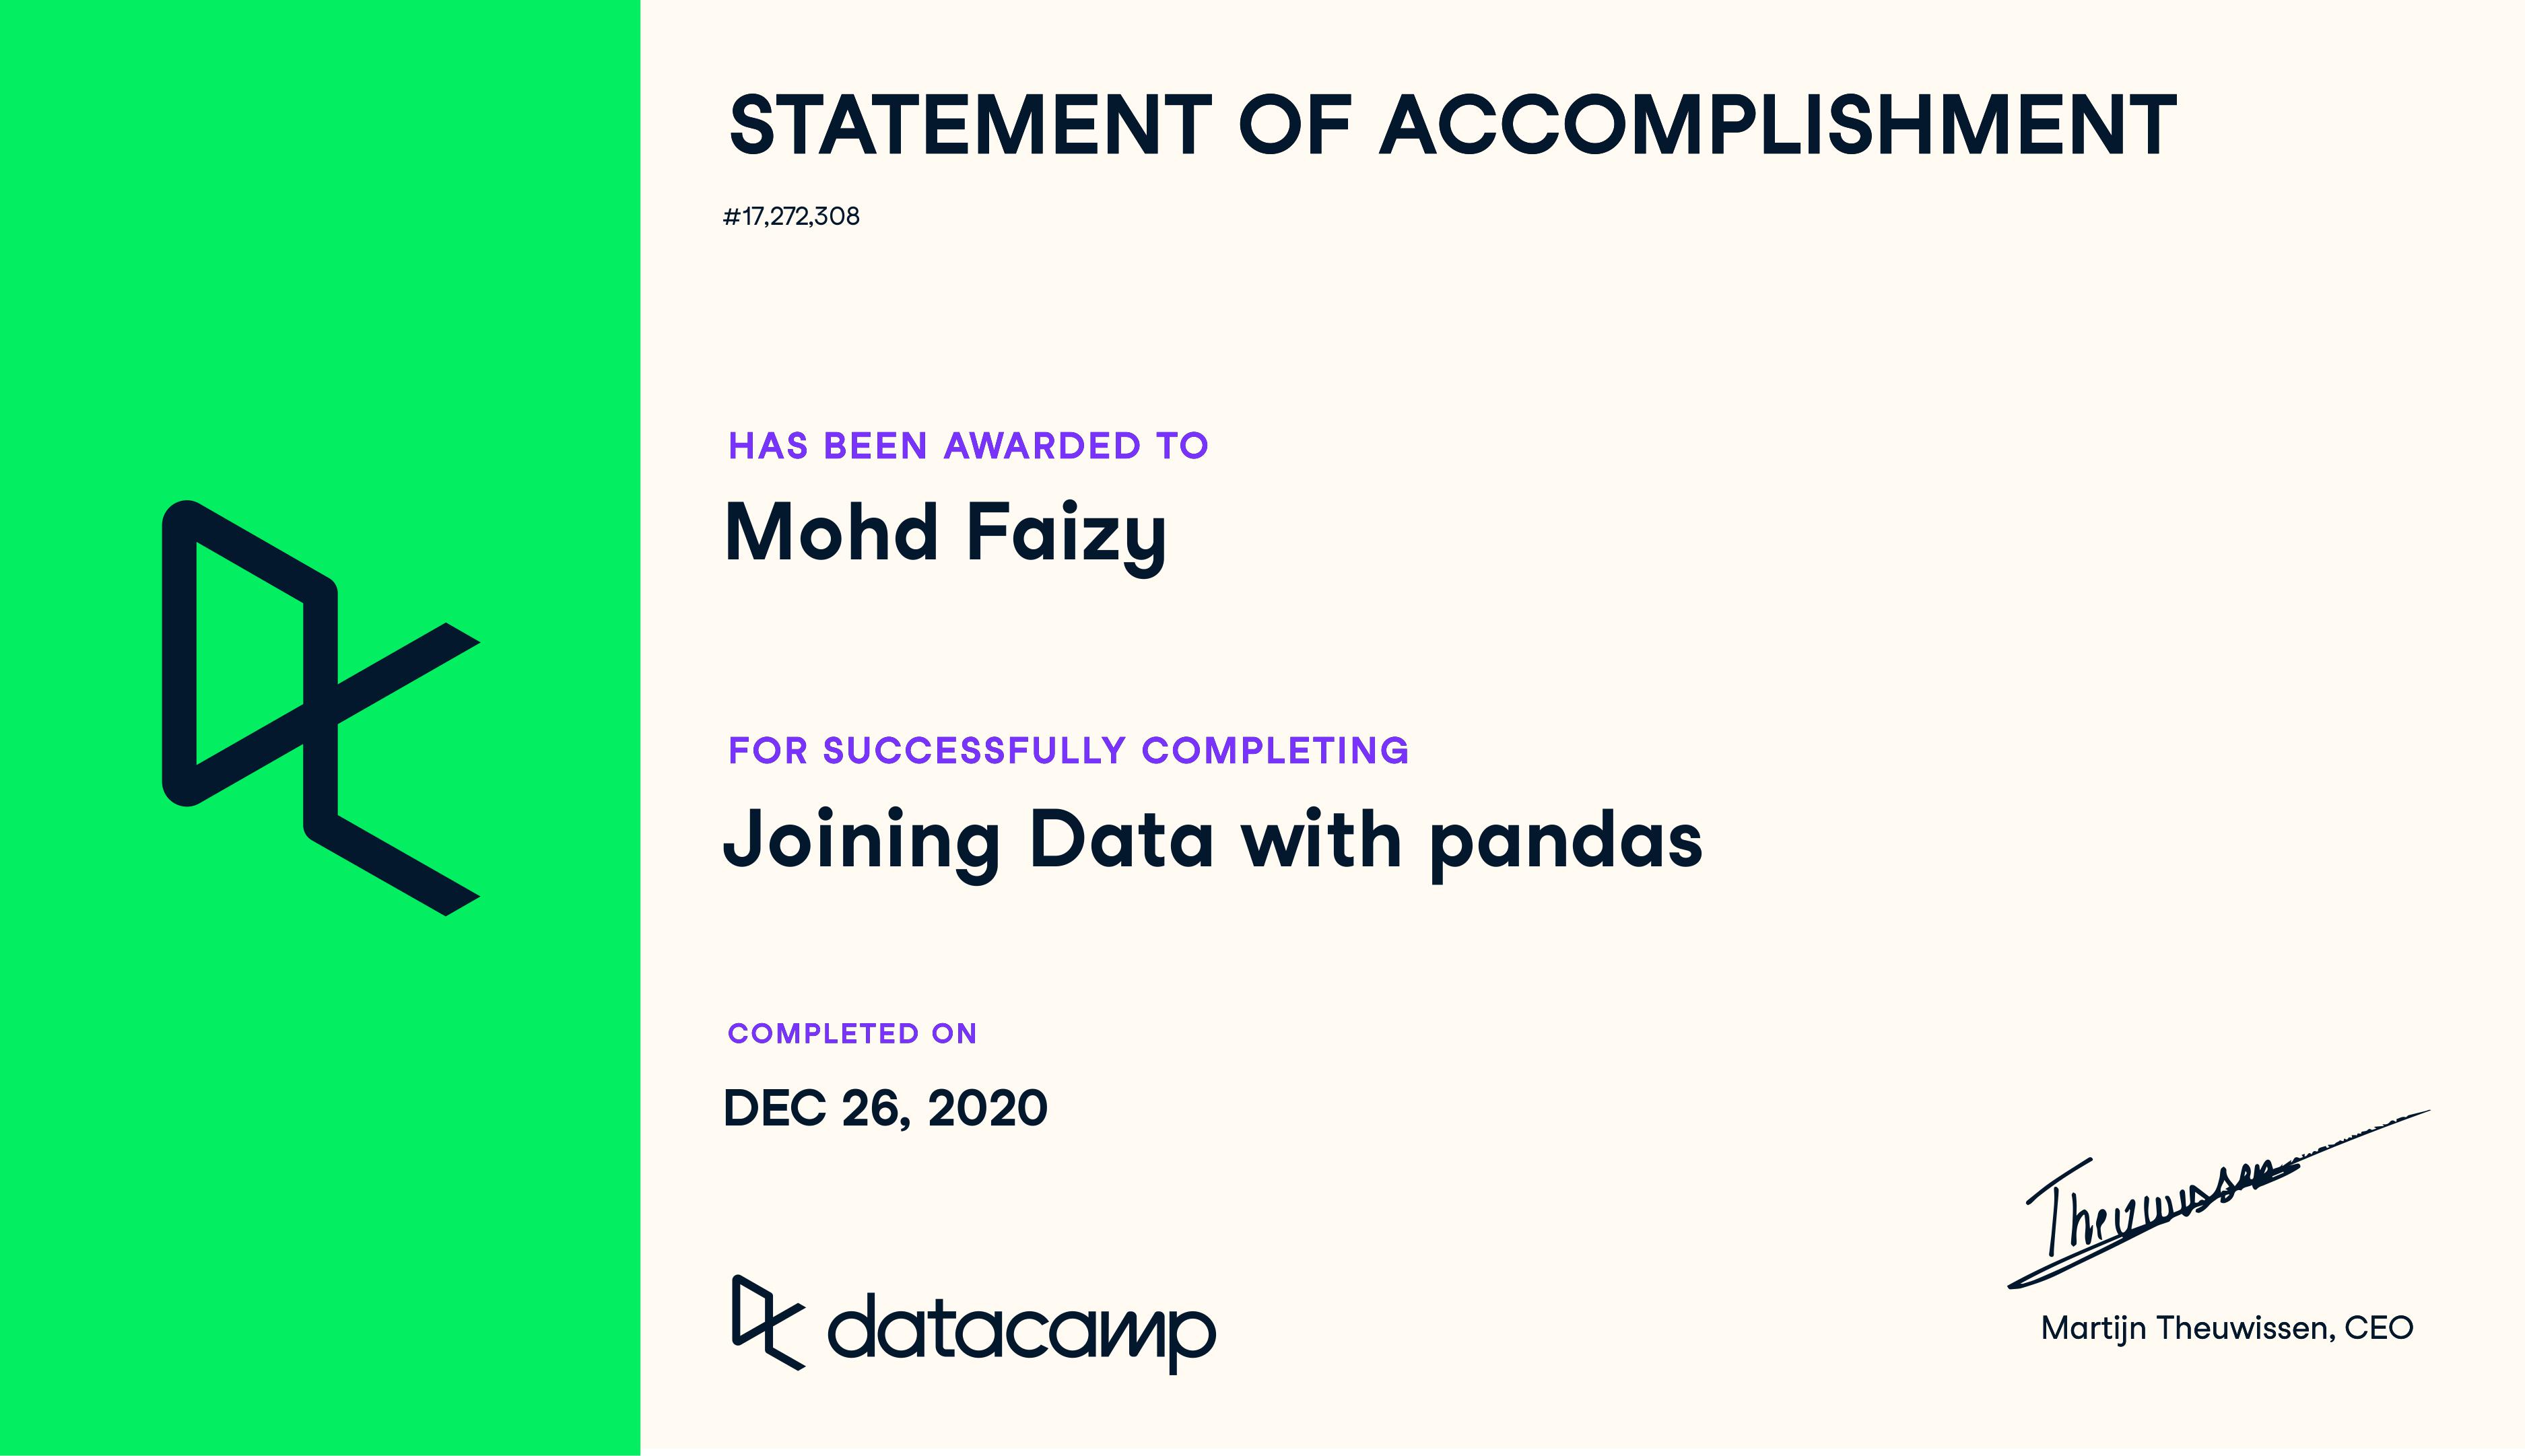 STATEMENT OF ACCOMPLISHMENT
#17,272,308
HAS BEEN AWARDED TO
Mohd Faizy
FOR SUCCESSFULLY COMPLETING
Joining Data with pandas
COMPLETED ON
DEC 26, 2020
Theuwissen
datacamp
Martijn Theuwissen, CEO